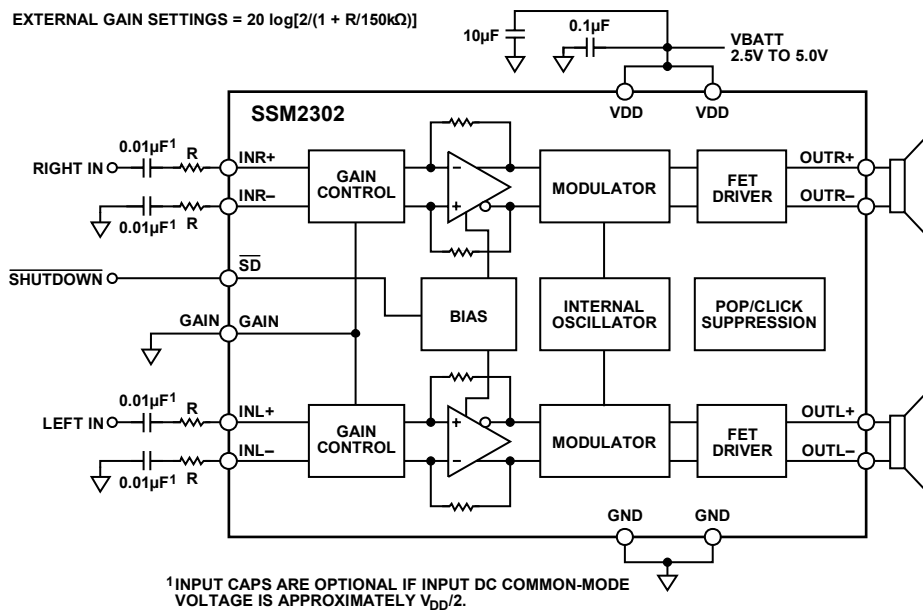 EXTERNAL GAIN SETTINGS = 20 log[2/(1 + R/150kΩ)]
10µF
0.1µF
VBATT
2.5V TO 5.0V
VDD
VDD
SSM2302
0.01µF1
R
RIGHT IN
INR+
INR–
0.01µF1
R
GAIN
CONTROL
–
+
MODULATOR
FET
DRIVER
OUTR+
OUTR–
SHUTDOWN
SD
BIAS
INTERNAL
OSCILLATOR
POP/CLICK
SUPPRESSION
GAIN
GAIN
0.01µF1
R
LEFT IN
INL+
INL–
0.01µF1
R
GAIN
CONTROL
+
–
MODULATOR
FET
DRIVER
OUTL+
OUTL–
GND
GND
1INPUT CAPS ARE OPTIONAL IF INPUT DC COMMON-MODE
VOLTAGE IS APPROXIMATELY VDD/2.